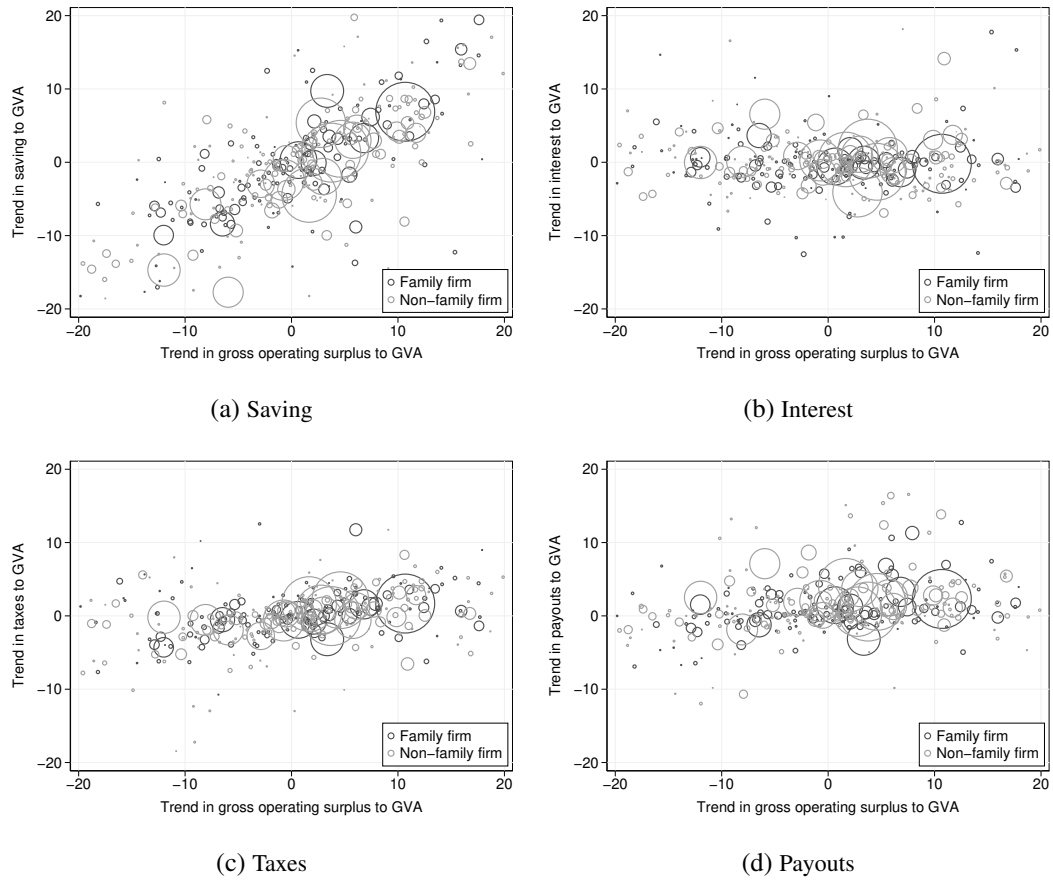 20
10
0
−10
−20
Trend in saving to GVA
Family firm
Non−family firm
−20 −10 0 10 20
Trend in gross operating surplus to GVA
(a) Saving
20
10
0
−10
−20
Trend in interest to GVA
Family firm
Non−family firm
−20 −10 0 10 20
Trend in gross operating surplus to GVA
(b) Interest
20
10
0
−10
−20
Trend in taxes to GVA
Family firm
Non−family firm
−20 −10 0 10 20
Trend in gross operating surplus to GVA
(c) Taxes
20
10
0
−10
−20
Trend in payouts to GVA
Family firm
Non−family firm
−20 −10 0 10 20
Trend in gross operating surplus to GVA
(d) Payouts